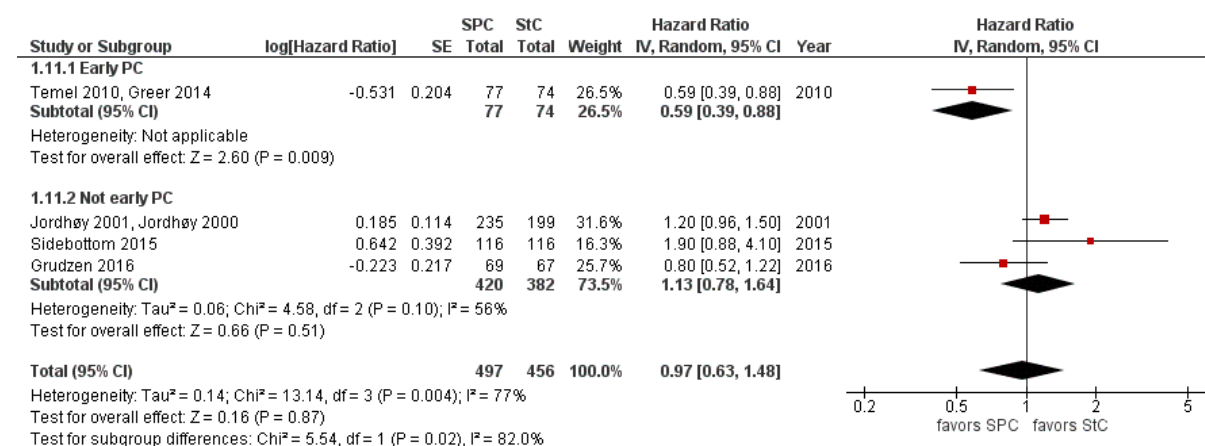 SPC StC Hazard Ratio Hazard Ratio
Study or Subgroup log[Hazard Ratio] SE Total Total Weight IV, Random, 95% CI Year IV, Random, 95% CI
1.11.1 Early PC
Temel 2010, Greer 2014 -0.531 0.204 77 74 26.5% 0.59 [0.39, 0.88] 2010
Subtotal (95% CI) 77 74 26.5% 0.59 [0.39, 0.88]
Heterogeneity: Not applicable
Test for overall effect: Z = 2.60 (P = 0.009)
1.11.2 Not early PC
Jordhøy 2001, Jordhøy 2000 0.185 0.114 235 199 31.6% 1.20 [0.96, 1.50] 2001
Sidebottom 2015 0.642 0.392 116 116 16.3% 1.90 [0.88, 4.10] 2015
Grudzen 2016 -0.223 0.217 69 67 25.7% 0.80 [0.52, 1.22] 2016
Subtotal (95% CI) 420 382 73.5% 1.13 [0.78, 1.64]
Heterogeneity: Tau² = 0.06; Chi² = 4.58, df = 2 (P = 0.10); I² = 56%
Test for overall effect: Z = 0.66 (P = 0.51)
Total (95% CI) 497 456 100.0% 0.97 [0.63, 1.48]
Heterogeneity: Tau² = 0.14; Chi² = 13.14, df = 3 (P = 0.004); I² = 77%
Test for overall effect: Z = 0.16 (P = 0.87)
Test for subgroup differences: Chi² = 5.54, df = 1 (P = 0.02), I² = 82.0%
0.2 0.5 1 2 5
favors SPC favors StC